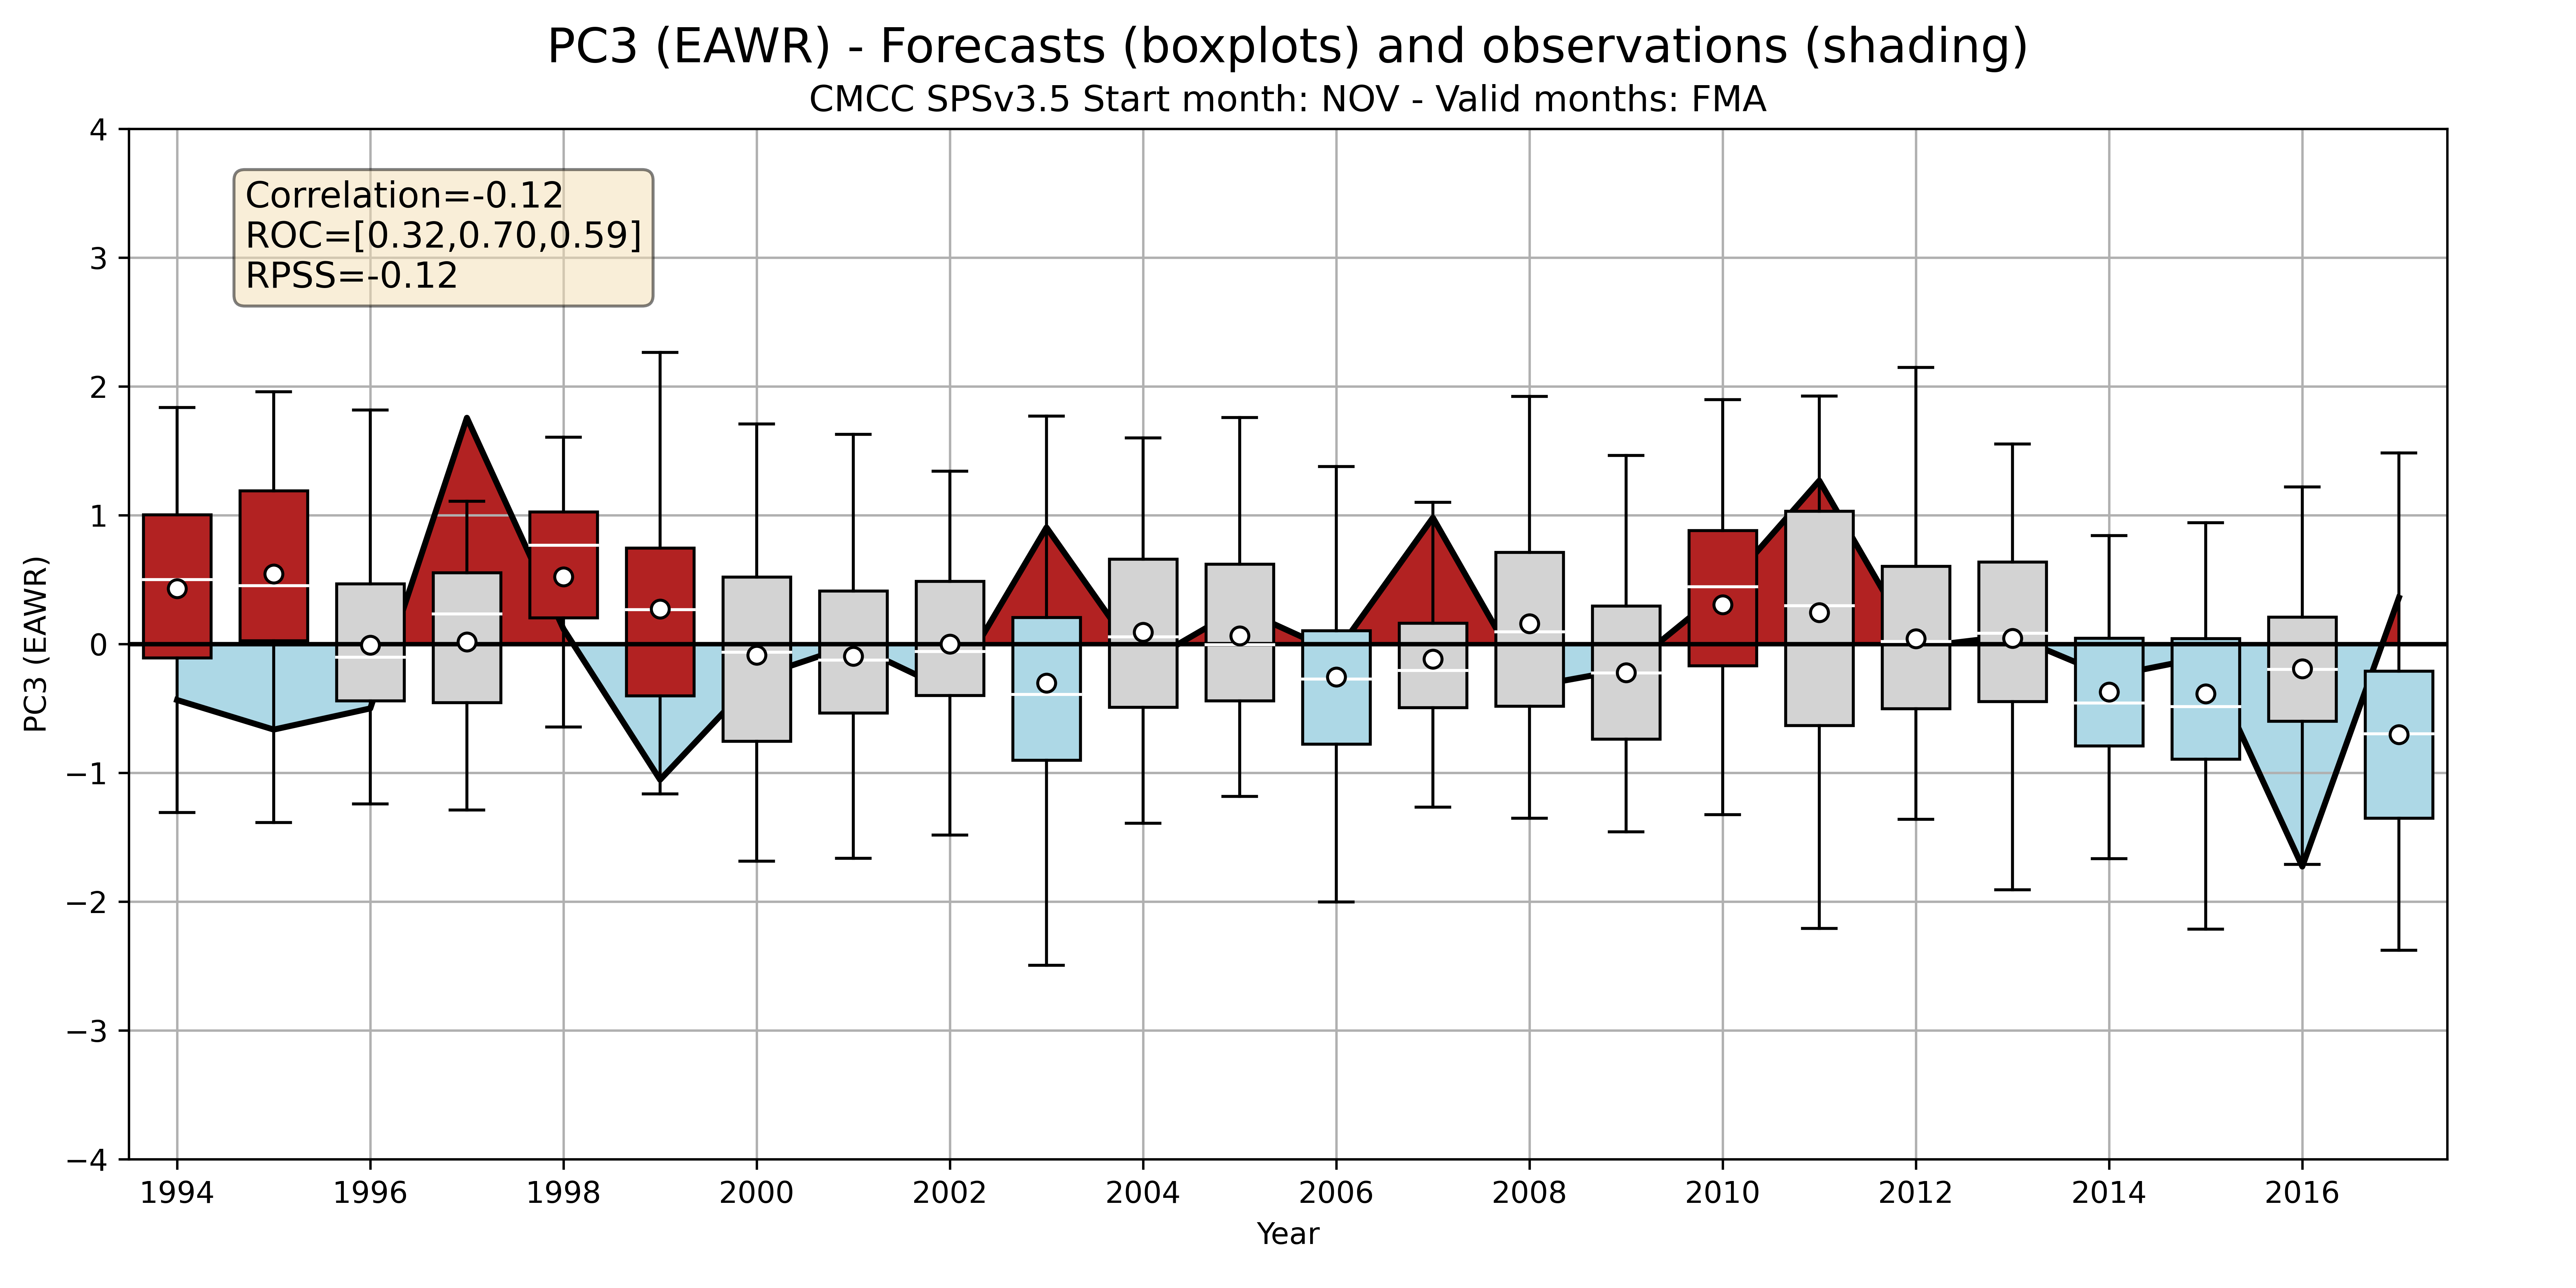 PC3 (EAWR) - Forecasts (boxplots) and observations (shading)
CMCC SPSv3.5 Start month: NOV - Valid months: FMA
Correlation=-0.12
ROC=[0.32,0.70,0.59]
RPSS=-0.12
PC3 (EAWR)
4
3
2
1
0
−1
−2
−3
−4
1994 1996 1998 2000 2002 2004 2006 2008 2010 2012 2014 2016
Year